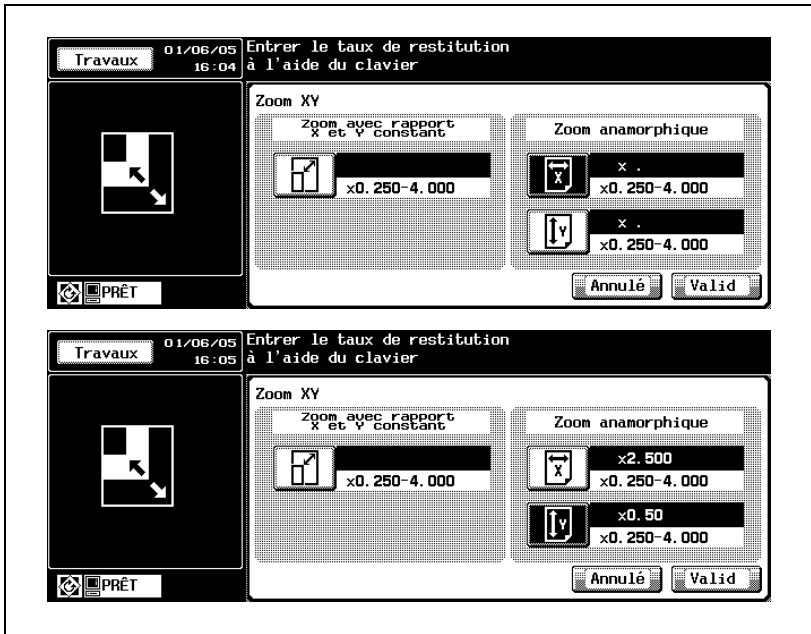 Travaux
01/06/05
16:04
Entrer le taux de restitution
à l'aide du clavier
Zoom XY
Zoom avec rapport
X et Y constant
x0.250-4.000
Zoom anamorphique
X
x .
x0.250-4.000
Y
x .
x0.250-4.000
PRÊT
Annulé
Valid
Travaux
01/06/05
16:05
Entrer le taux de restitution
à l'aide du clavier
Zoom XY
Zoom avec rapport
X et Y constant
x0.250-4.000
Zoom anamorphique
X
x2.500
x0.250-4.000
Y
x0.50
x0.250-4.000
PRÊT
Annulé
Valid